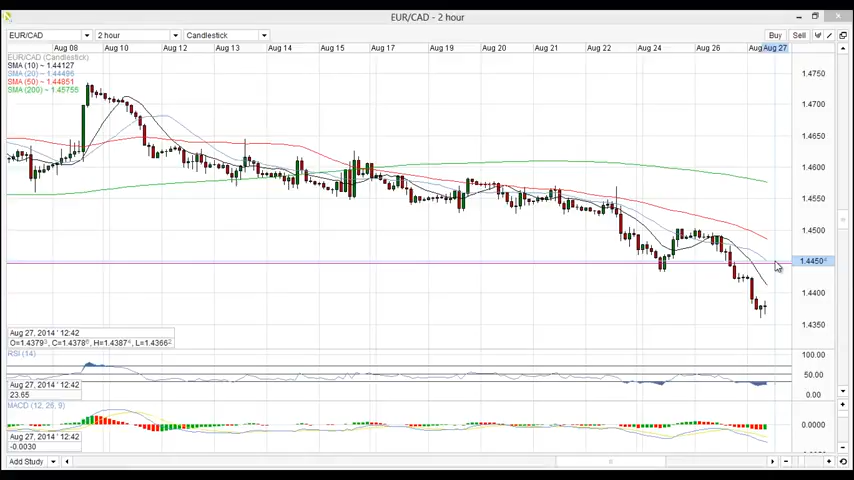 EUR/CAD - 2 hour
EUR/CAD 2 hour Candlestick Buy Sell
Aug 08 Aug 10 Aug 12 Aug 13 Aug 14 Aug 15 Aug 17 Aug 19 Aug 20 Aug 21 Aug 22 Aug 24 Aug 26 Aug 27
EUR/CAD (Candlestick)
SMA (10) ~ 1.44127
SMA (20) ~ 1.44496
SMA (50) ~ 1.44851
SMA (200) ~ 1.45755
1.4750
1.4700
1.4650
1.4600
1.4550
1.4500
1.4450
1.4400
1.4350
Aug 27, 2014 12:42
O=1.4379 C=1.4378 H=1.4387 L=1.4366
RSI (14)
100.00
50.00
0.00
Aug 27, 2014 12:42
23.65
MACD (12, 26, 9)
0.0000
Aug 27, 2014 12:42
-0.0030
Add Study